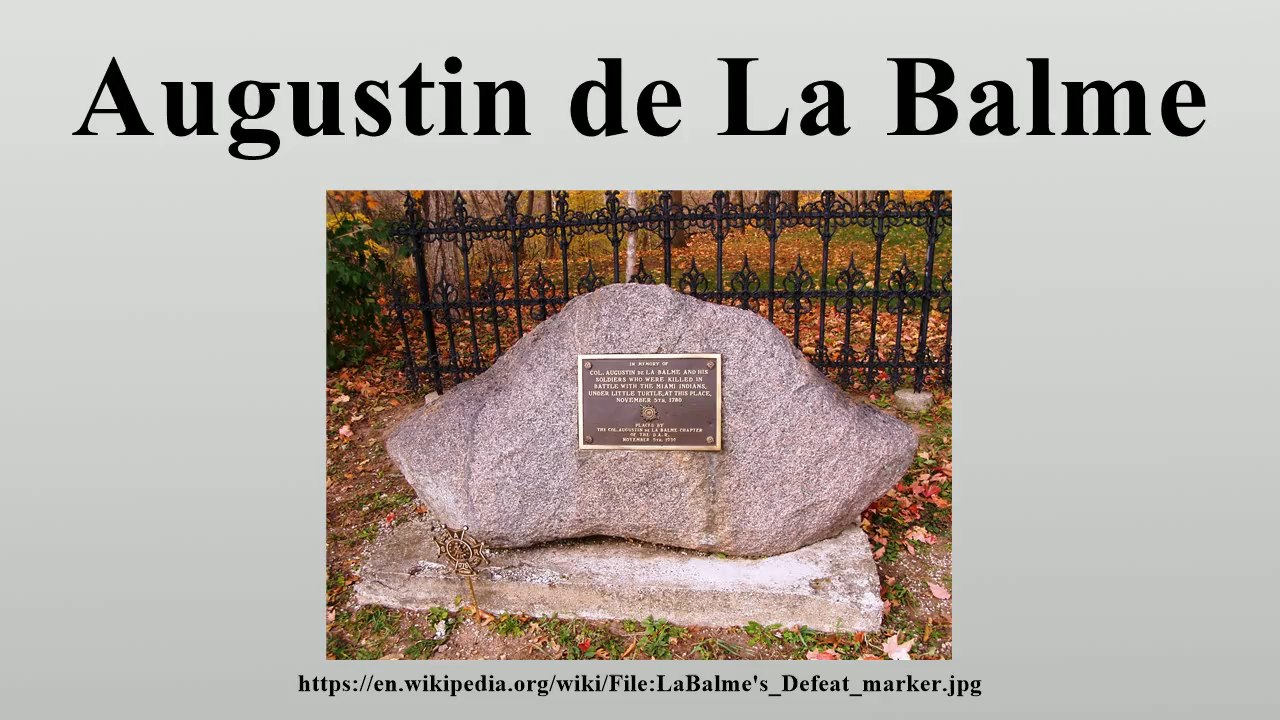 Augustin de La Balme
IN MEMORY OF
COL. AUGUSTIN DE LA BALME AND HIS
SOLDIERS WHO WERE KILLED IN
BATTLE WITH THE MIAMI INDIANS,
UNDER LITTLE TURTLE, AT THIS PLACE,
NOVEMBER 5TH, 1780
PLACED BY
THE COL. AUGUSTIN DE LA BALME CHAPTER
OF THE D.A.R.
NOVEMBER 5TH,
https://en.wikipedia.org/wiki/File:LaBalme's_Defeat_marker.jpg